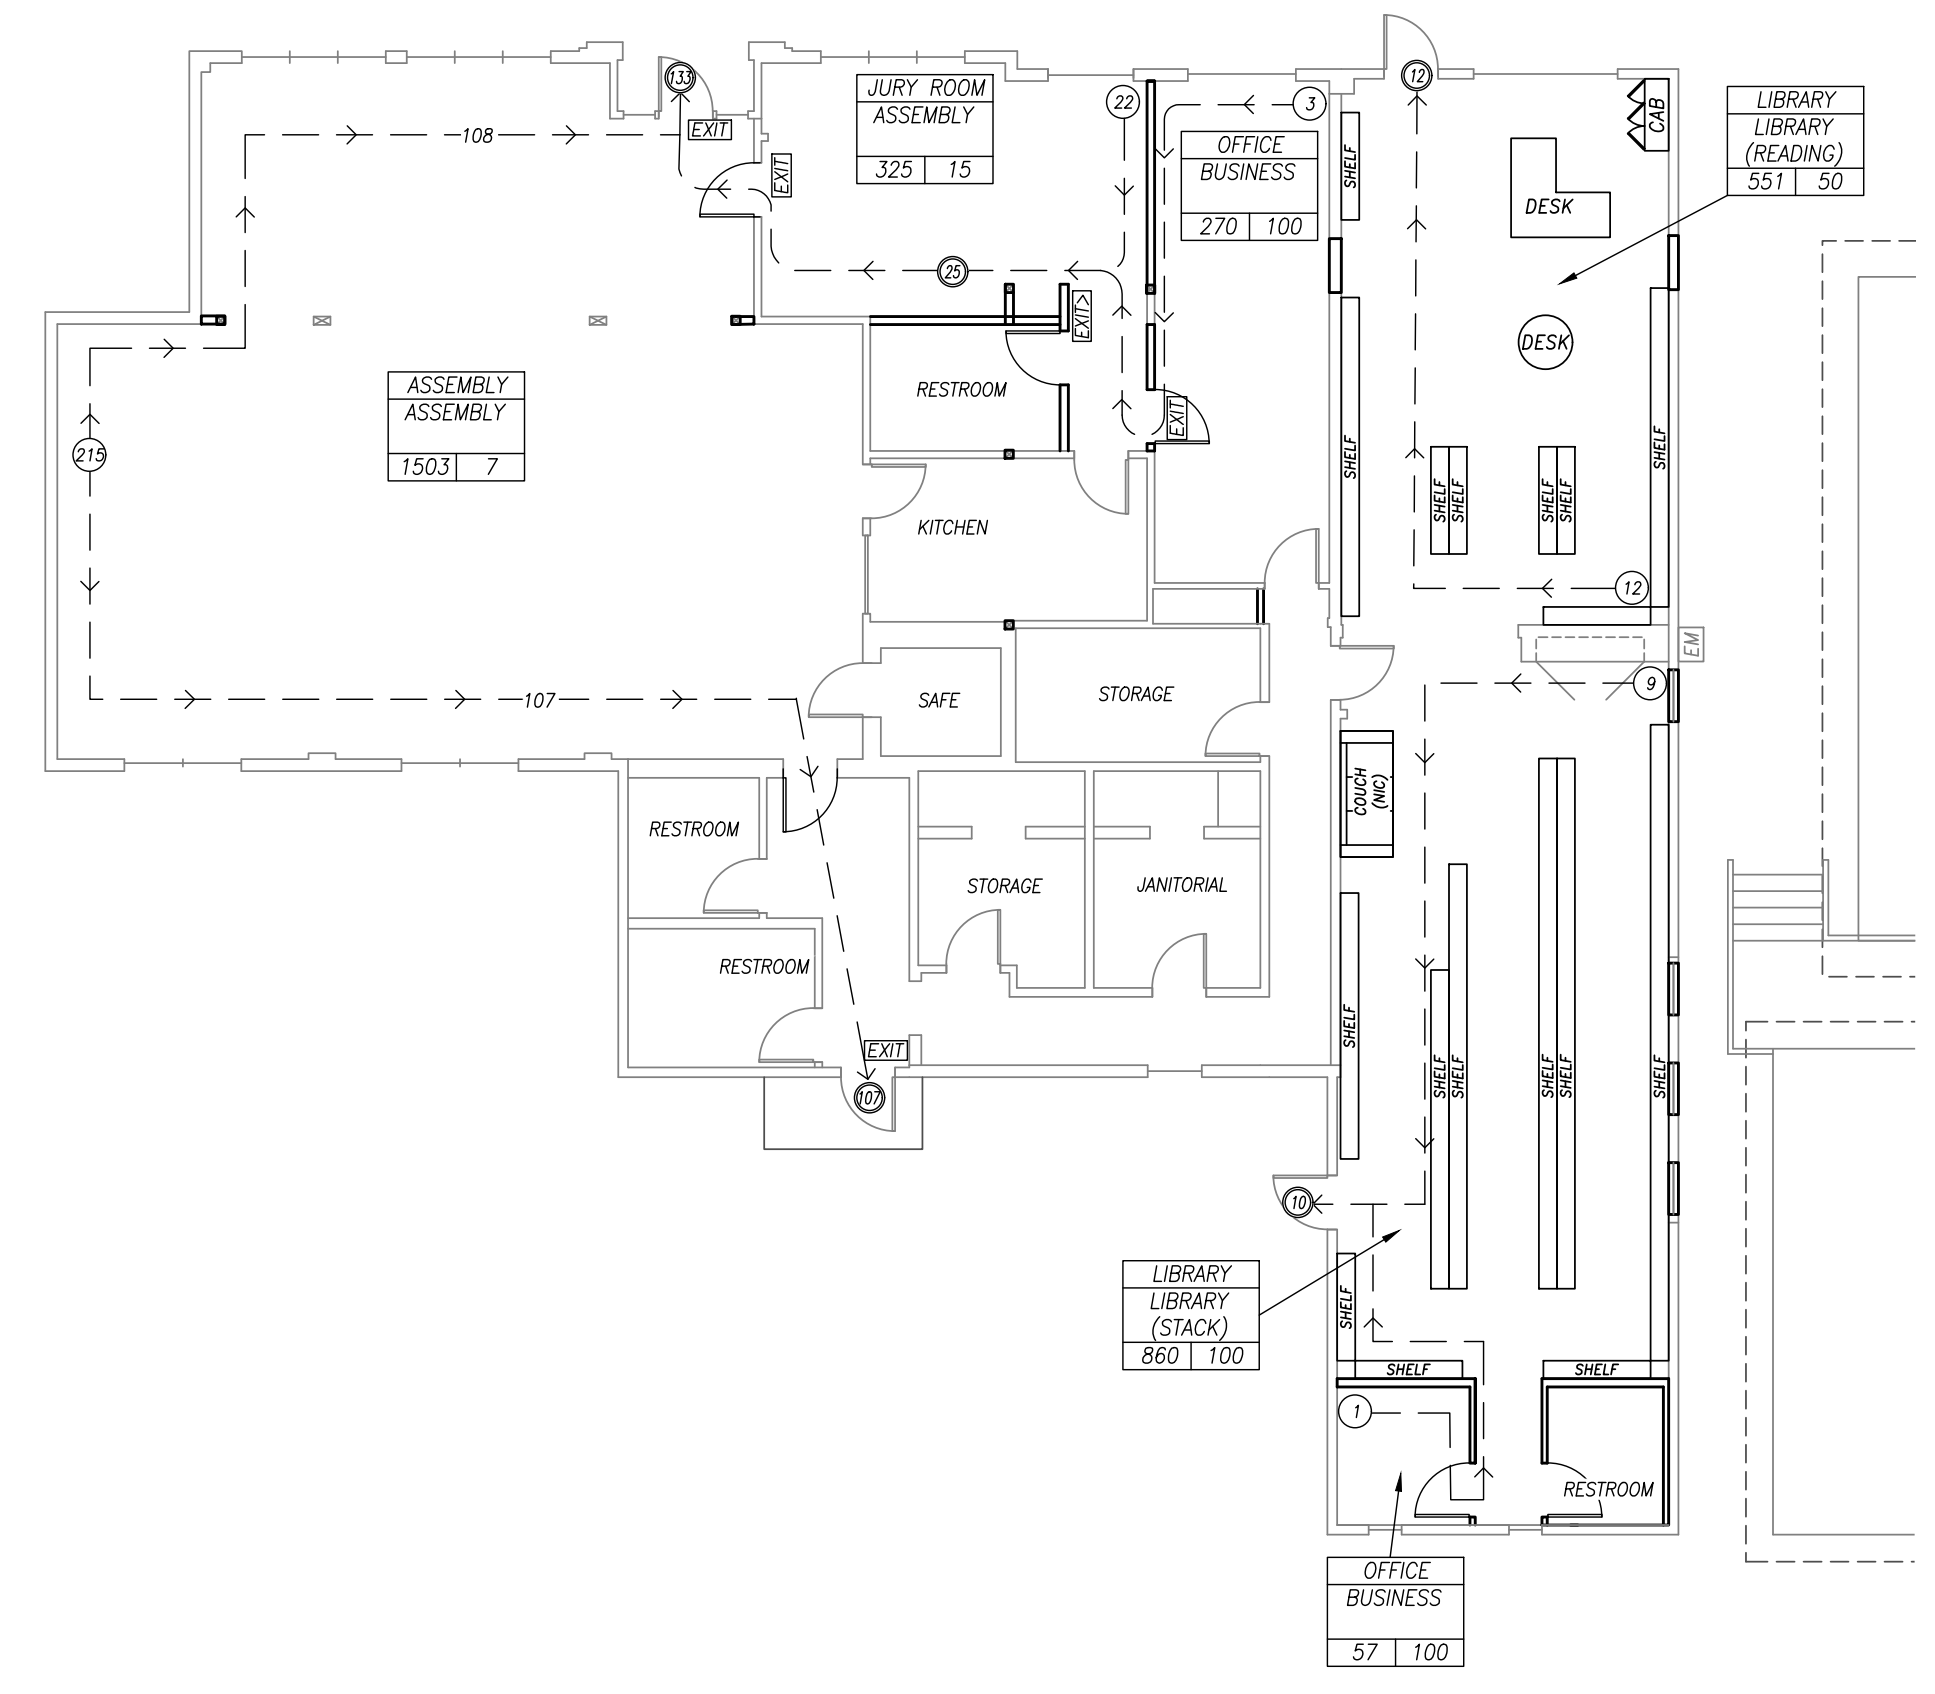 133
12
108
EXIT
EXIT
JURY ROOM
ASSEMBLY
325 15
22
3
OFFICE
BUSINESS
270 100
SHELF
CAB
DESK
LIBRARY
LIBRARY
(READING)
551 50
25
EXIT>
DESK
ASSEMBLY
ASSEMBLY
1503 7
215
RESTROOM
EXIT
SHELF
SHELF
SHELF
SHELF
SHELF
SHELF
SHELF
KITCHEN
12
EM
9
107
SAFE
STORAGE
COUCH
(NIC)
RESTROOM
STORAGE
JANITORIAL
RESTROOM
SHELF
SHELF
SHELF
SHELF
SHELF
SHELF
EXIT
107
10
LIBRARY
LIBRARY
(STACK)
860 100
SHELF
SHELF
SHELF
1
RESTROOM
OFFICE
BUSINESS
57 100